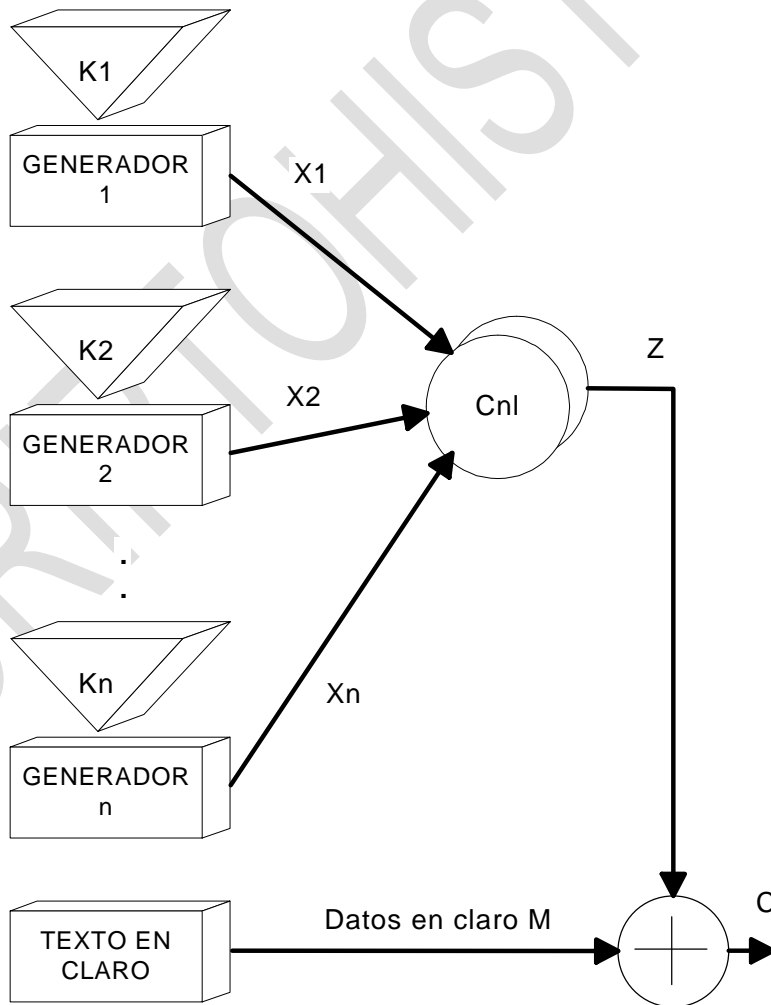 K1
GENERADOR
1
X1
K2
GENERADOR
2
X2
Cnl
Z
.
.
Kn
GENERADOR
n
Xn
TEXTO EN
CLARO
Datos en claro M
C